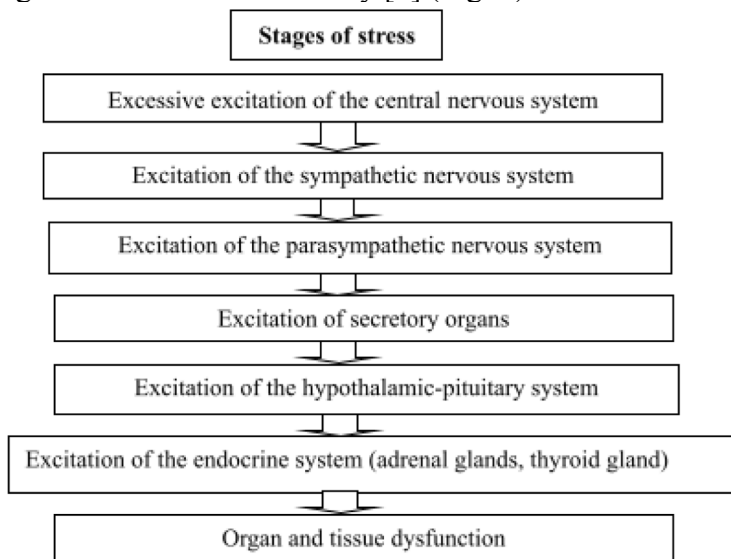 Stages of stress
Excessive excitation of the central nervous system
Excitation of the sympathetic nervous system
Excitation of the parasympathetic nervous system
Excitation of secretory organs
Excitation of the hypothalamic-pituitary system
Excitation of the endocrine system (adrenal glands, thyroid gland)
Organ and tissue dysfunction